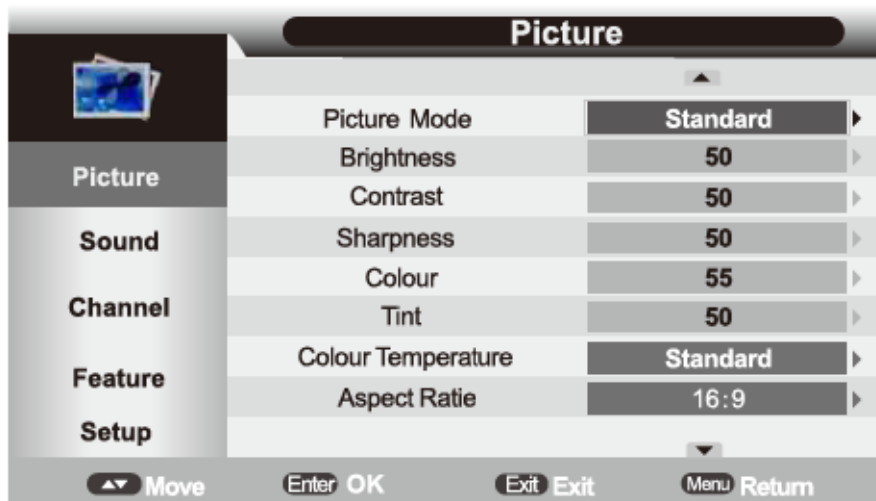 Picture
Picture
Sound
Channel
Feature
Setup
Picture Mode Standard
Brightness 50
Contrast 50
Sharpness 50
Colour 55
Tint 50
Colour Temperature Standard
Aspect Ratie 16:9
Move Enter OK Exit Exit Menu Return